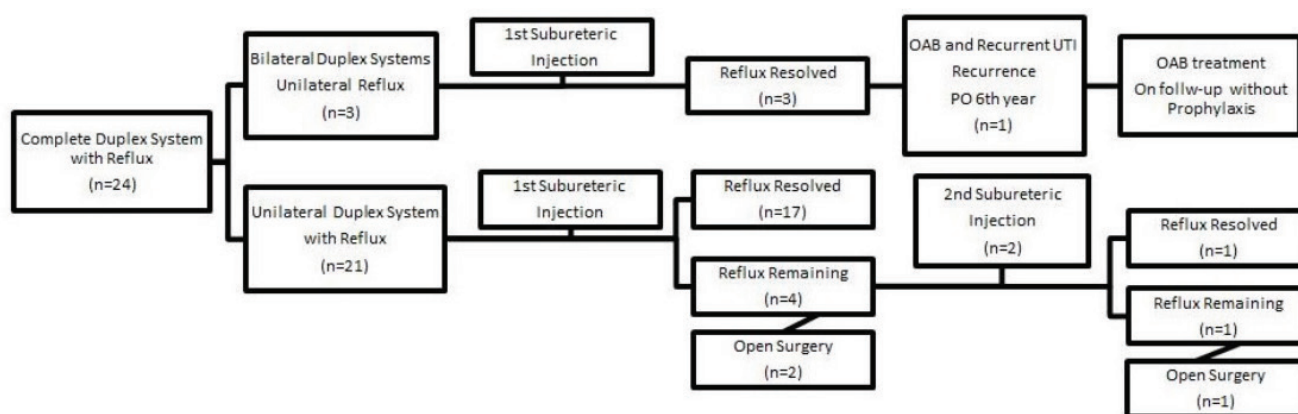 Complete Duplex System
with Reflux
(n=24)
Bilateral Duplex Systems
Unilateral Reflux
(n=3)
1st Subureteric
Injection
Reflux Resolved
(n=3)
OAB and Recurrent UTI
Recurrence
PO 6th year
(n=1)
OAB treatment
On follw-up without
Prophylaxis
Unilateral Duplex System
with Reflux
(n=21)
1st Subureteric
Injection
Reflux Resolved
(n=17)
Reflux Remaining
(n=4)
Open Surgery
(n=2)
2nd Subureteric
Injection
(n=2)
Reflux Resolved
(n=1)
Reflux Remaining
(n=1)
Open Surgery
(n=1)